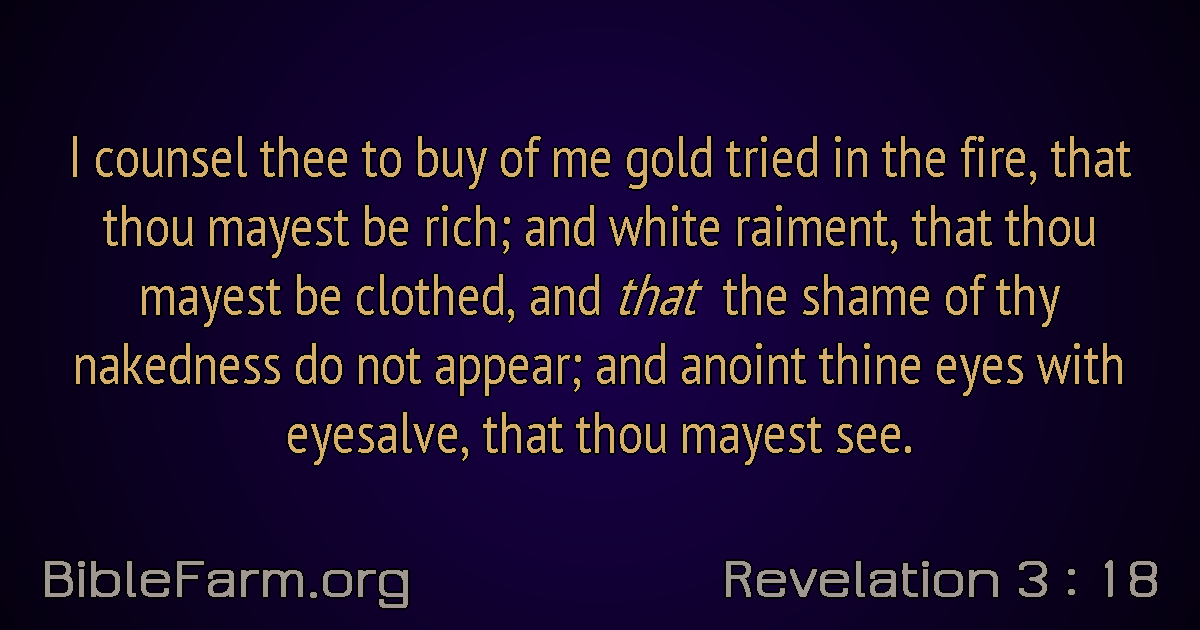 I counsel thee to buy of me gold tried in the fire, that
thou mayest be rich; and white raiment, that thou
mayest be clothed, and that the shame of thy
nakedness do not appear; and anoint thine eyes with
eyesalve, that thou mayest see.
BibleFarm.org
Revelation 3 : 18